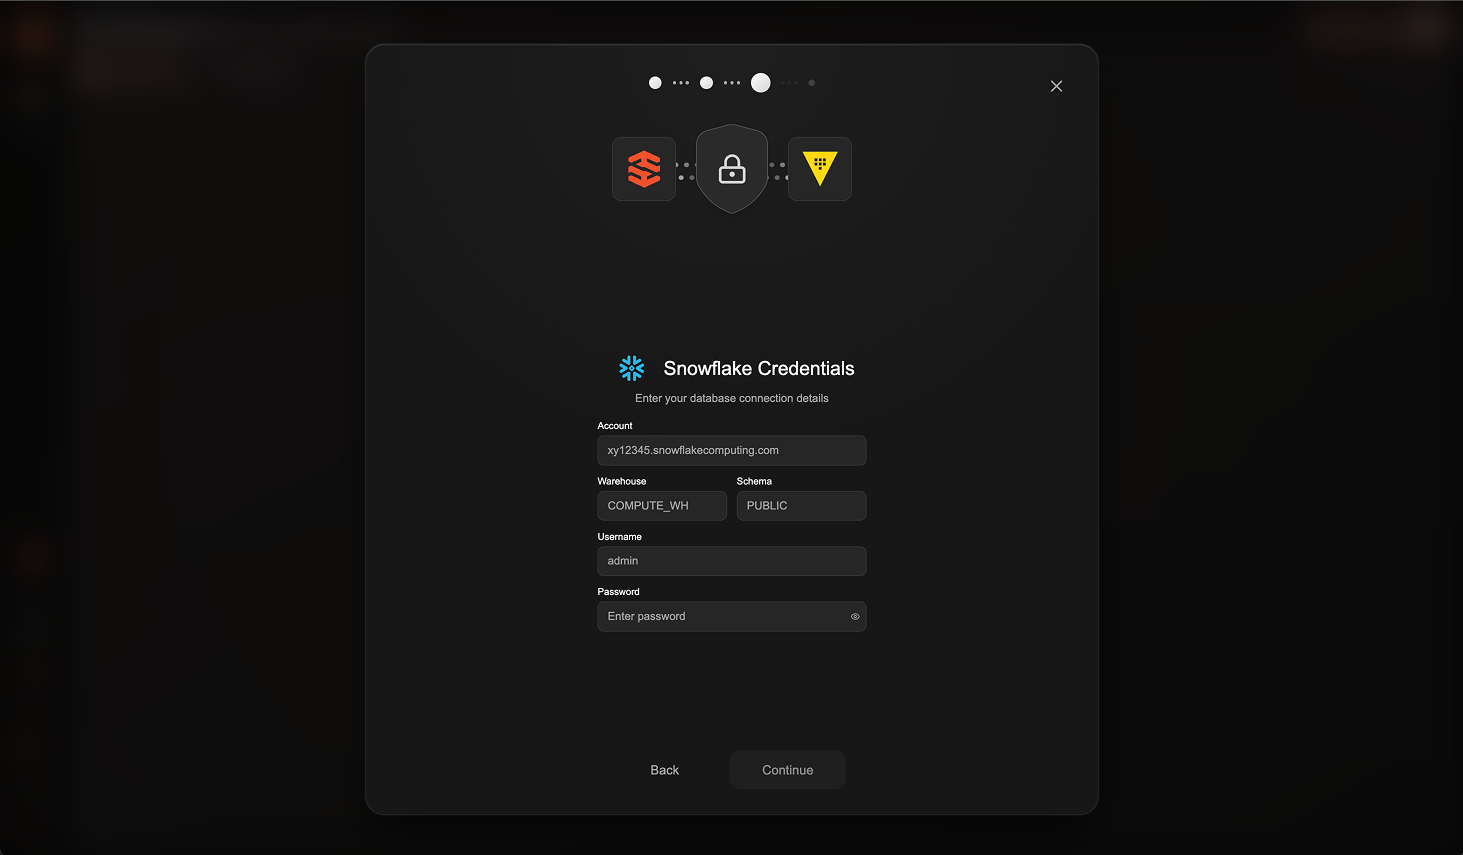 Snowflake Credentials
Enter your database connection details
Account
xy12345.snowflakecomputing.com
Warehouse Schema
COMPUTE_WH PUBLIC
Username
admin
Password
Enter password
Back Continue